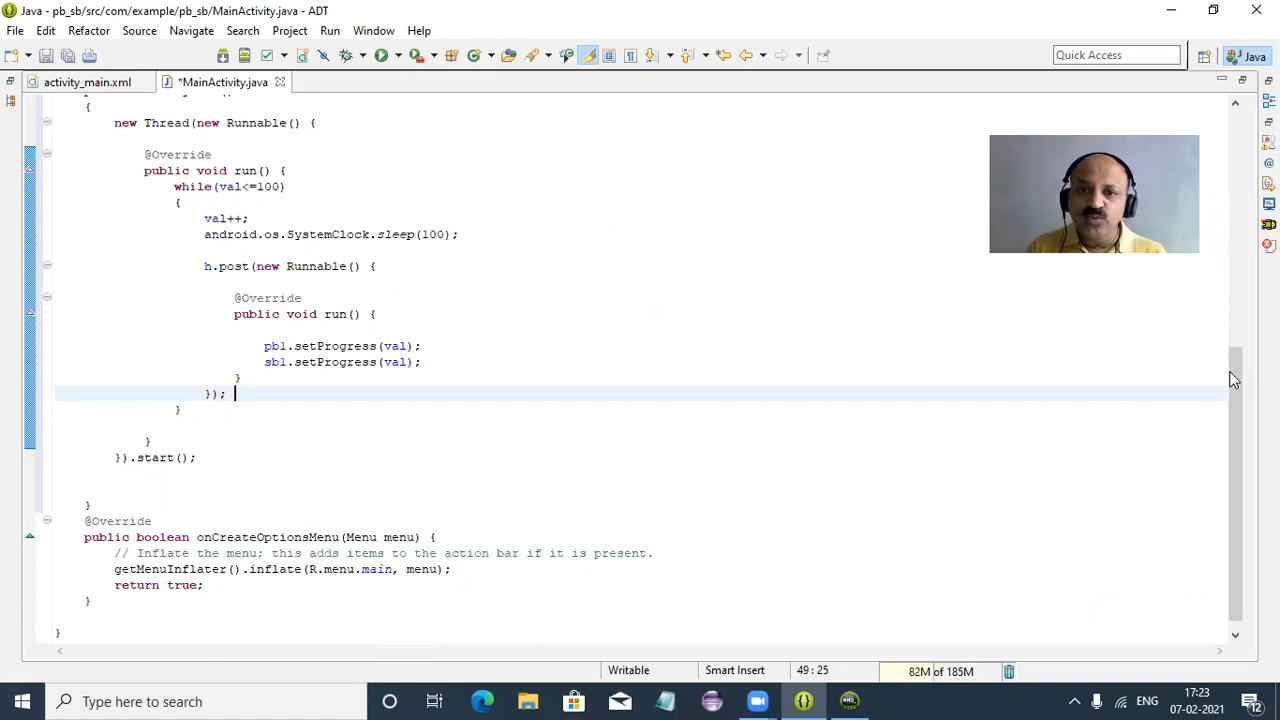 Java - pb_sb/src/com/example/pb_sb/MainActivity.java - ADT
File Edit Refactor Source Navigate Search Project Run Window Help
Quick Access
Java
activity_main.xml
*MainActivity.java
{
new Thread(new Runnable() {
@Override
public void run() {
while(val<=100)
{
val++;
android.os.SystemClock.sleep(100);
h.post(new Runnable() {
@Override
public void run() {
pb1.setProgress(val);
sb1.setProgress(val);
}
});
}
}
}).start();
}
@Override
public boolean onCreateOptionsMenu(Menu menu) {
// Inflate the menu; this adds items to the action bar if it is present.
getMenuInflater().inflate(R.menu.main, menu);
return true;
}
}
Writable
Smart Insert
49 : 25
82M of 185M
Type here to search
ENG
17:23
07-02-2021
12